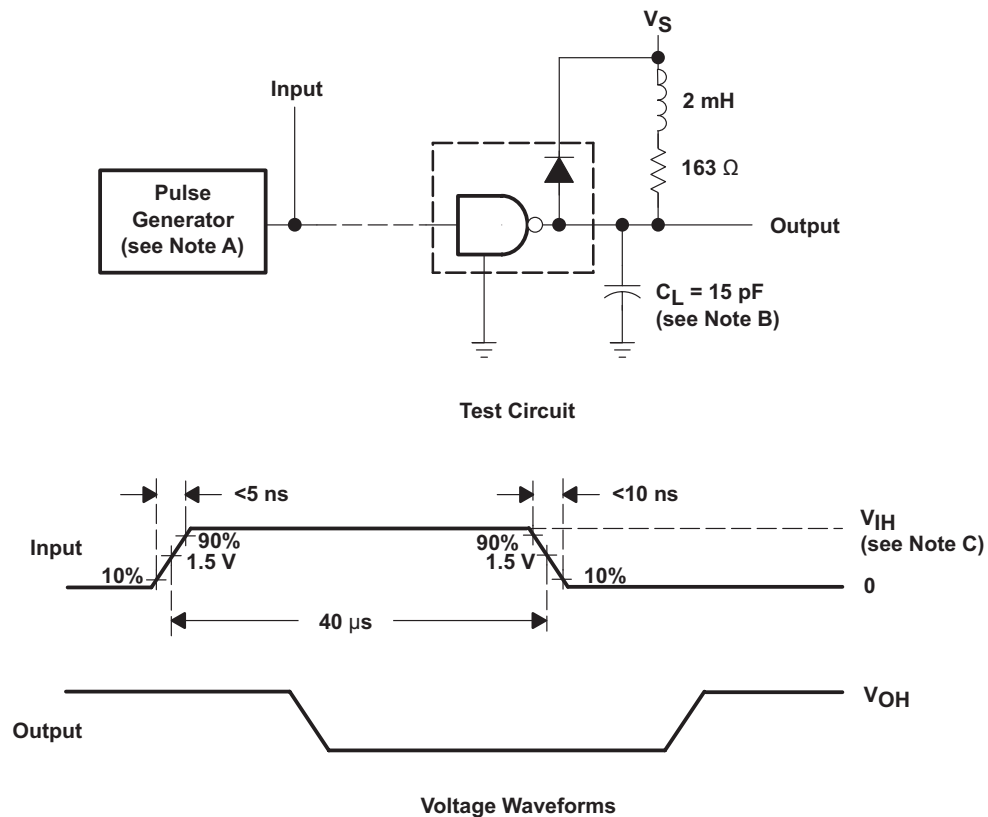 VS
Input
2 mH
163 Ω
Pulse
Generator
(see Note A)
Output
CL = 15 pF
(see Note B)
Test Circuit
<5 ns
<10 ns
VIH
(see Note C)
Input
90%
90%
1.5 V
1.5 V
10%
10%
0
40 µs
VOH
Output
Voltage Waveforms